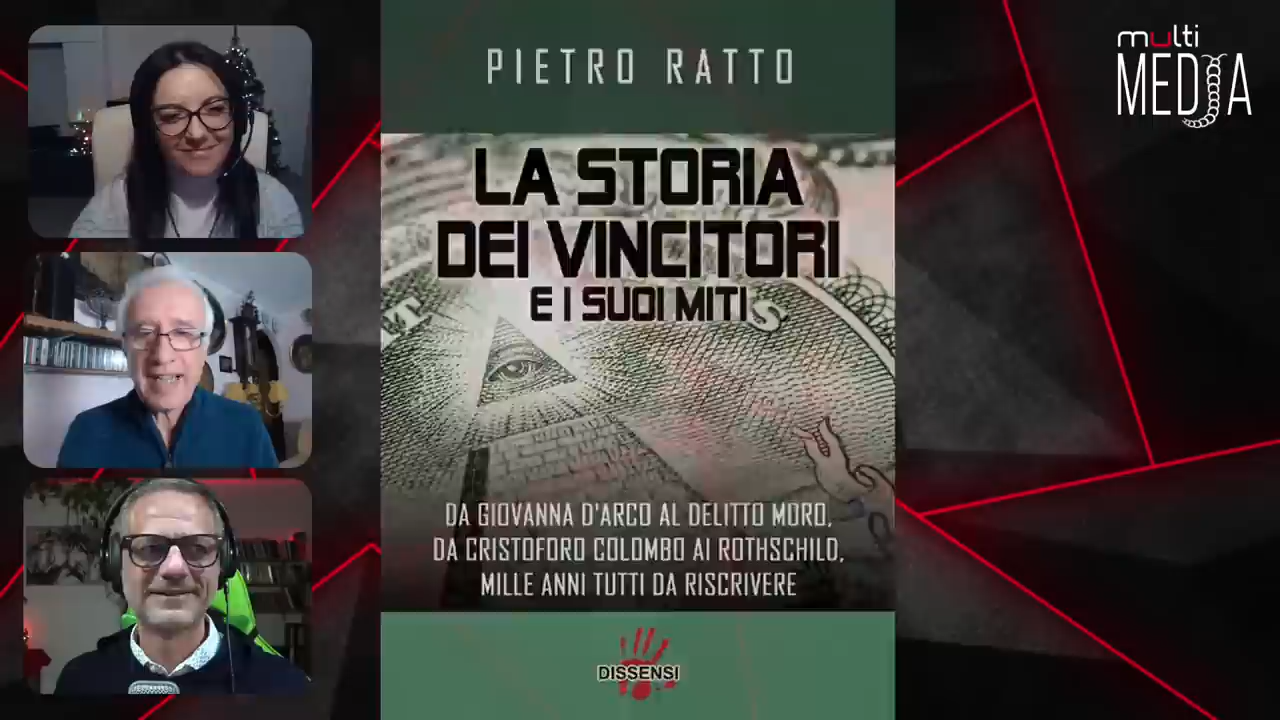 PIETRO RATTO
LA STORIA
DEI VINCITORI
E I SUOI MITI
DA GIOVANNA D'ARCO AL DELITTO MORO,
DA CRISTOFORO COLOMBO AI ROTHSCHILD,
MILLE ANNI TUTTI DA RISCRIVERE
DISSENSI
multi
MEDJA